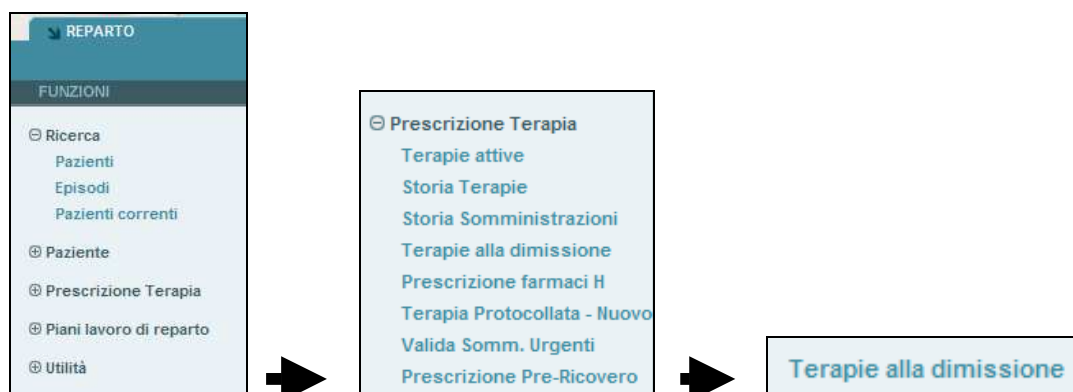 REPARTO
FUNZIONI
Ricerca
Pazienti
Episodi
Pazienti correnti
Paziente
Prescrizione Terapia
Piani lavoro di reparto
Utilità
Prescrizione Terapia
Terapie attive
Storia Terapie
Storia Somministrazioni
Terapie alla dimissione
Prescrizione farmaci H
Terapia Protocollata - Nuovo
Valida Somm. Urgenti
Prescrizione Pre-Ricovero
Terapie alla dimissione